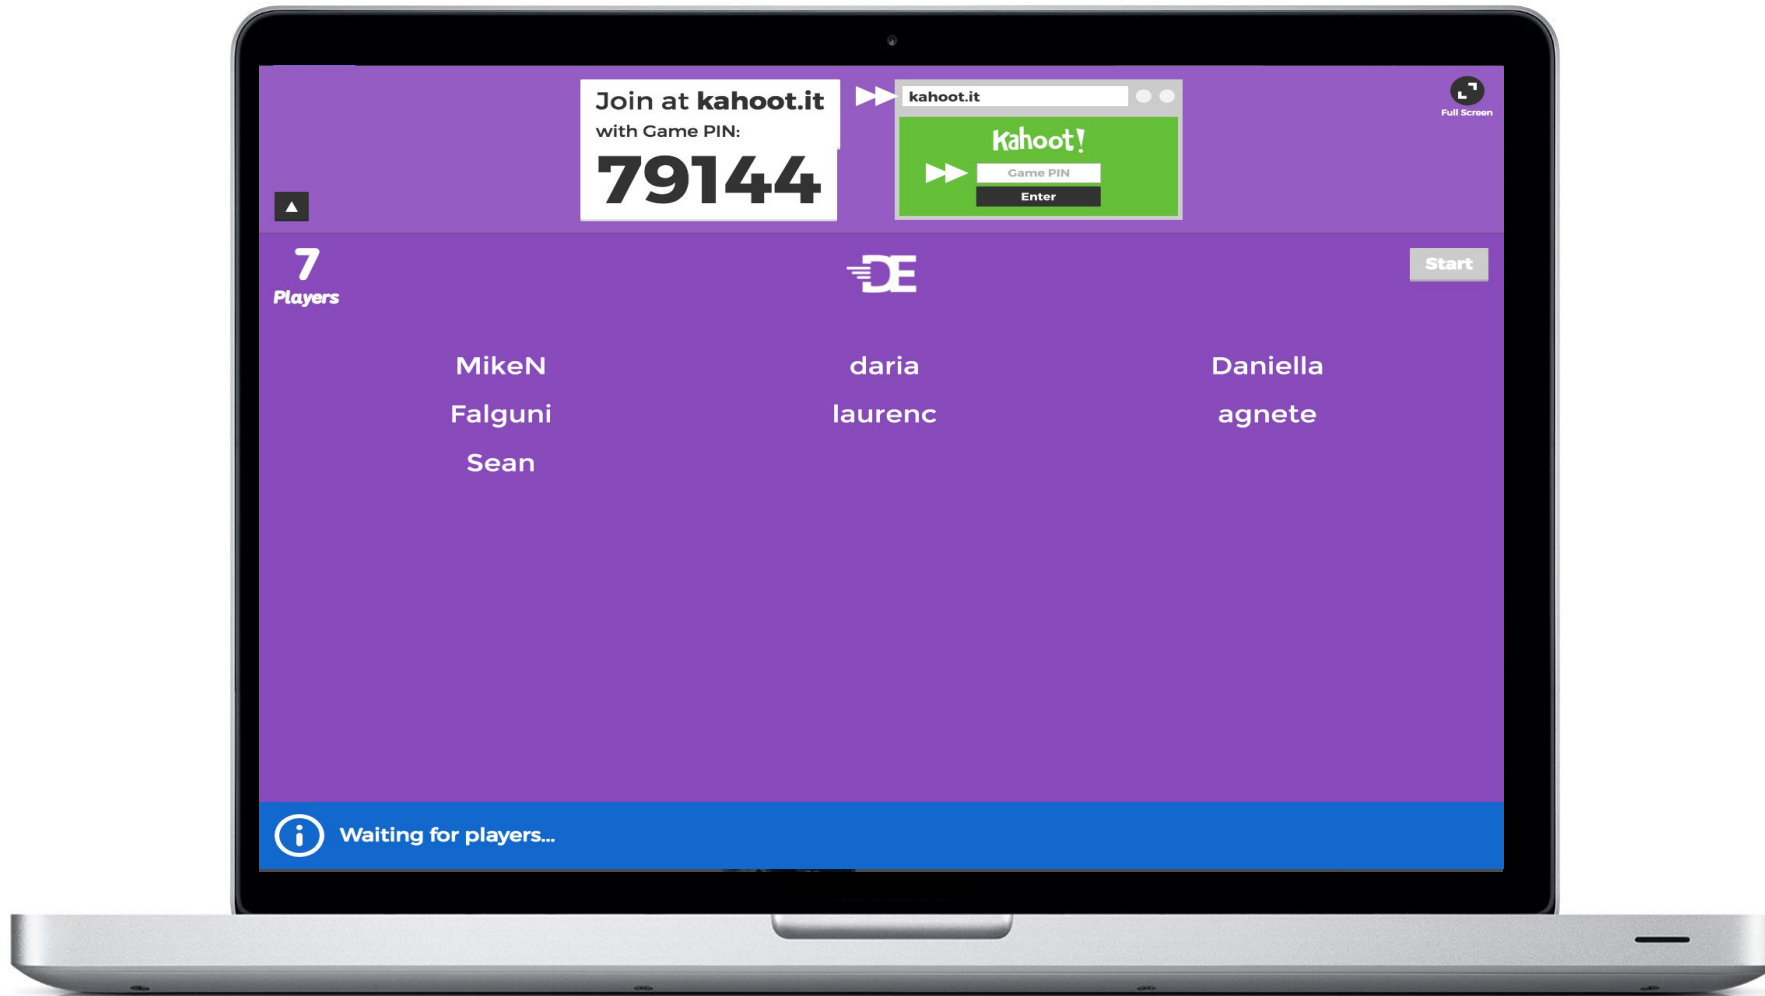 Join at kahoot.it
with Game PIN:
79144
kahoot.it
Kahoot!
Game PIN
Enter
Full Screen
7
Players
DE
Start
MikeN
daria
Daniella
Falguni
laurenc
agnete
Sean
Waiting for players...